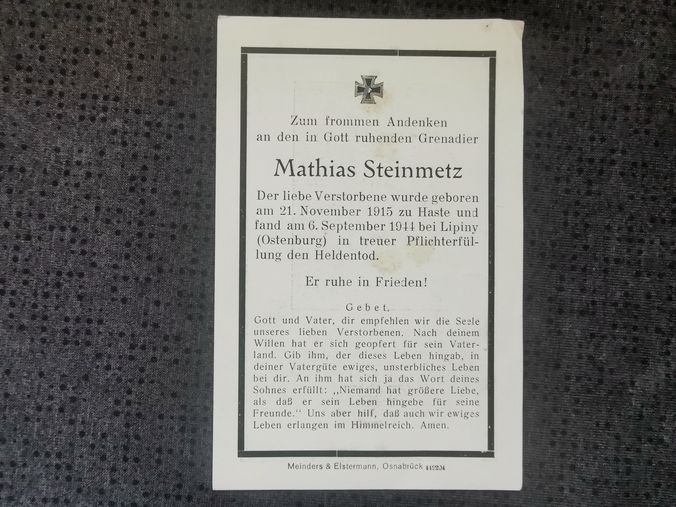 Zum frommen Andenken
an den in Gott ruhenden Grenadier
Mathias Steinmetz
Der liebe Verstorbene wurde geboren
am 21. November 1915 zu Haste und
fand am 6. September 1944 bei Lipiny
(Ostenburg) in treuer Pflichterfül-
lung den Heldentod.
Er ruhe in Frieden!
Gebet.
Gott und Vater, dir empfehlen wir die Seele
unseres lieben Verstorbenen. Nach deinem
Willen hat er sich geopfert für sein Vater-
land. Gib ihm, der dieses Leben hingab, in
deiner Vatergüte ewiges, unsterbliches Leben
bei dir. An ihm hat sich ja das Wort deines
Sohnes erfüllt: „Niemand hat größere Liebe,
als daß er sein Leben hingebe für seine
Freunde." Uns aber hilf, daß auch wir ewiges
Leben erlangen im Himmelreich. Amen.
Meinders & Elstermann, Osnabrück